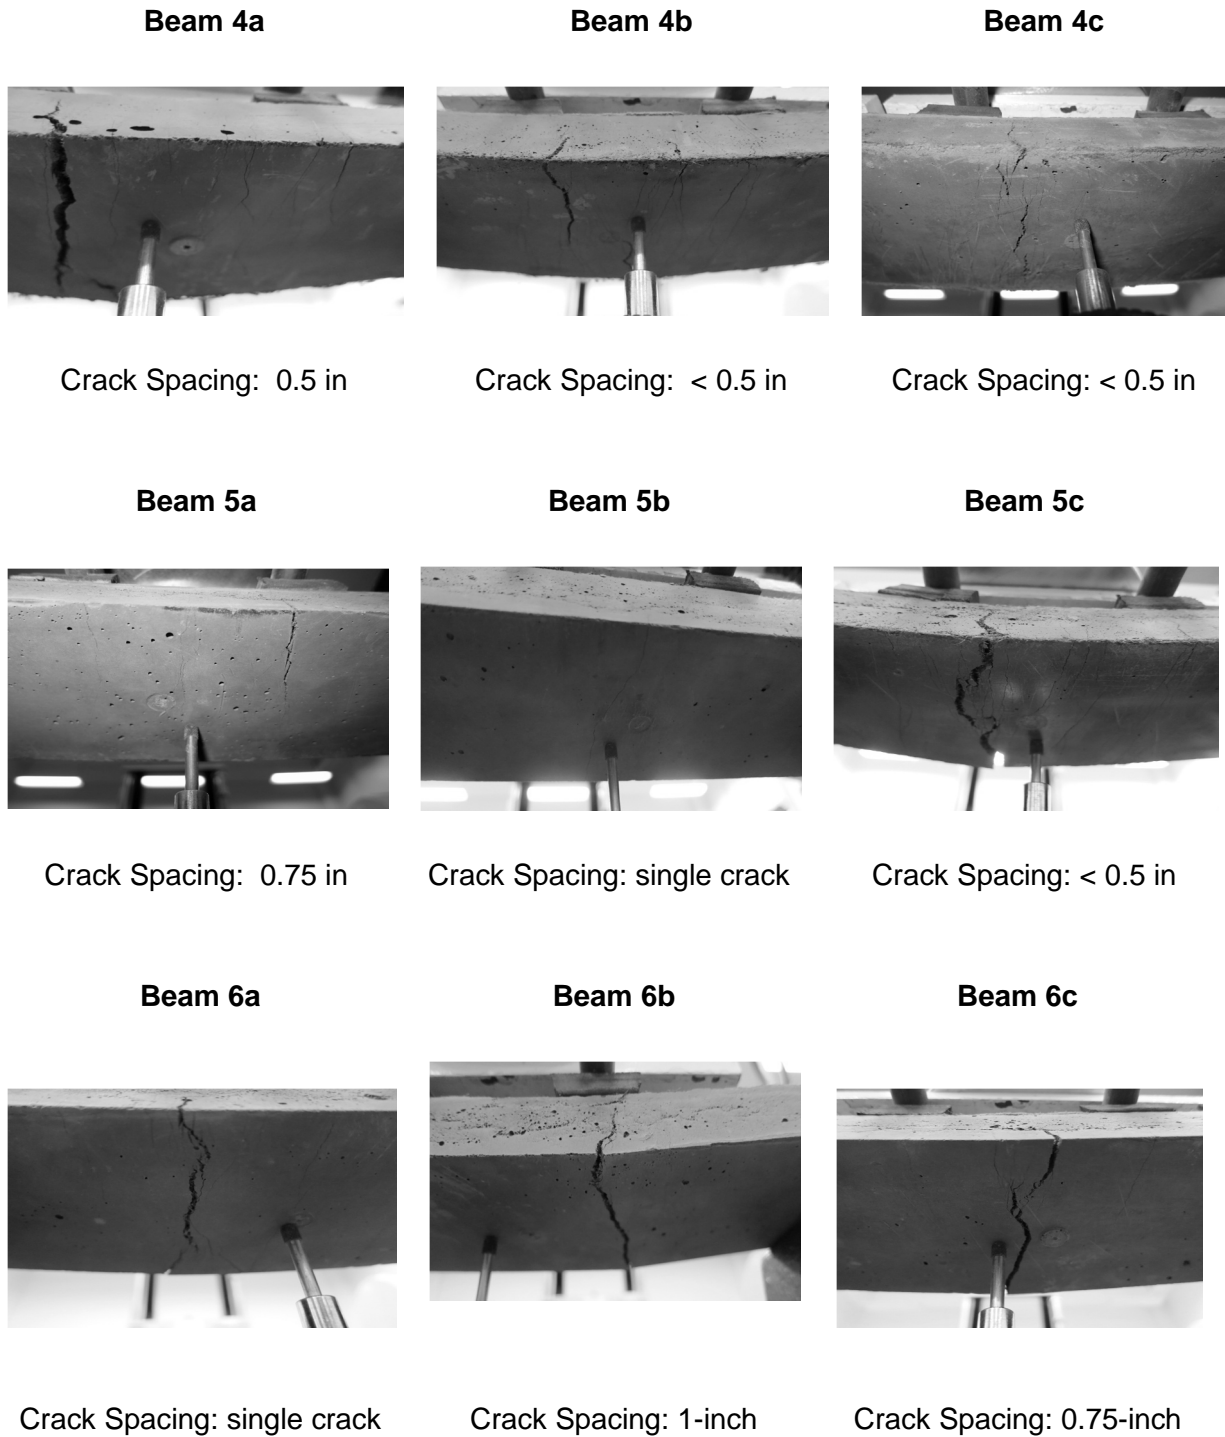 Beam 4a
Beam 4b
Beam 4c
Crack Spacing: 0.5 in
Crack Spacing: < 0.5 in
Crack Spacing: < 0.5 in
Beam 5a
Beam 5b
Beam 5c
Crack Spacing: 0.75 in
Crack Spacing: single crack
Crack Spacing: < 0.5 in
Beam 6a
Beam 6b
Beam 6c
Crack Spacing: single crack
Crack Spacing: 1-inch
Crack Spacing: 0.75-inch